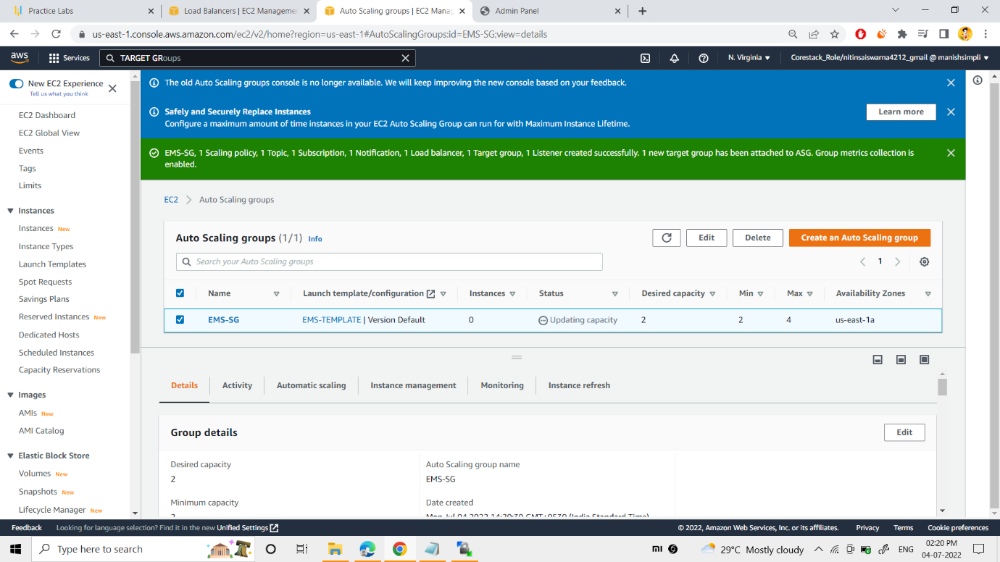 Practice Labs
Load Balancers | EC2 Managemen
Auto Scaling groups | EC2 Manag
Admin Panel
us-east-1.console.aws.amazon.com/ec2/v2/home?region=us-east-1#AutoScalingGroups:id=EMS-SG;view=details
aws
Services
TARGET GRoups
N. Virginia
Corestack_Role/nitinsaiswarna4212_gmail @ manishsimpli
New EC2 Experience
Tell us what you think
EC2 Dashboard
EC2 Global View
Events
Tags
Limits
Instances
Instances New
Instance Types
Launch Templates
Spot Requests
Savings Plans
Reserved Instances New
Dedicated Hosts
Scheduled Instances
Capacity Reservations
Images
AMIs New
AMI Catalog
Elastic Block Store
Volumes New
Snapshots New
Lifecycle Manager New
The old Auto Scaling groups console is no longer available. We will keep improving the new console based on your feedback.
Safely and Securely Replace Instances
Configure a maximum amount of time instances in your EC2 Auto Scaling Group can run for with Maximum Instance Lifetime.
Learn more
EMS-SG, 1 Scaling policy, 1 Topic, 1 Subscription, 1 Notification, 1 Load balancer, 1 Target group, 1 Listener created successfully. 1 new target group has been attached to ASG. Group metrics collection is
enabled.
EC2
Auto Scaling groups
Auto Scaling groups (1/1) Info
Edit
Delete
Create an Auto Scaling group
Search your Auto Scaling groups
1
Name Launch template/configuration Instances Status Desired capacity Min Max Availability Zones
EMS-SG EMS-TEMPLATE | Version Default 0 Updating capacity 2 2 4 us-east-1a
Details Activity Automatic scaling Instance management Monitoring Instance refresh
Group details
Edit
Desired capacity
2
Auto Scaling group name
EMS-SG
Minimum capacity
2
Date created
Mon Jul 04 2022 14:20:39 GMT+0530 (India Standard Time)
Feedback
Looking for language selection? Find it in the new Unified Settings
© 2022, Amazon Web Services, Inc. or its affiliates.
Privacy
Terms
Cookie preferences
Type here to search
29°C Mostly cloudy
ENG
02:20 PM
04-07-2022